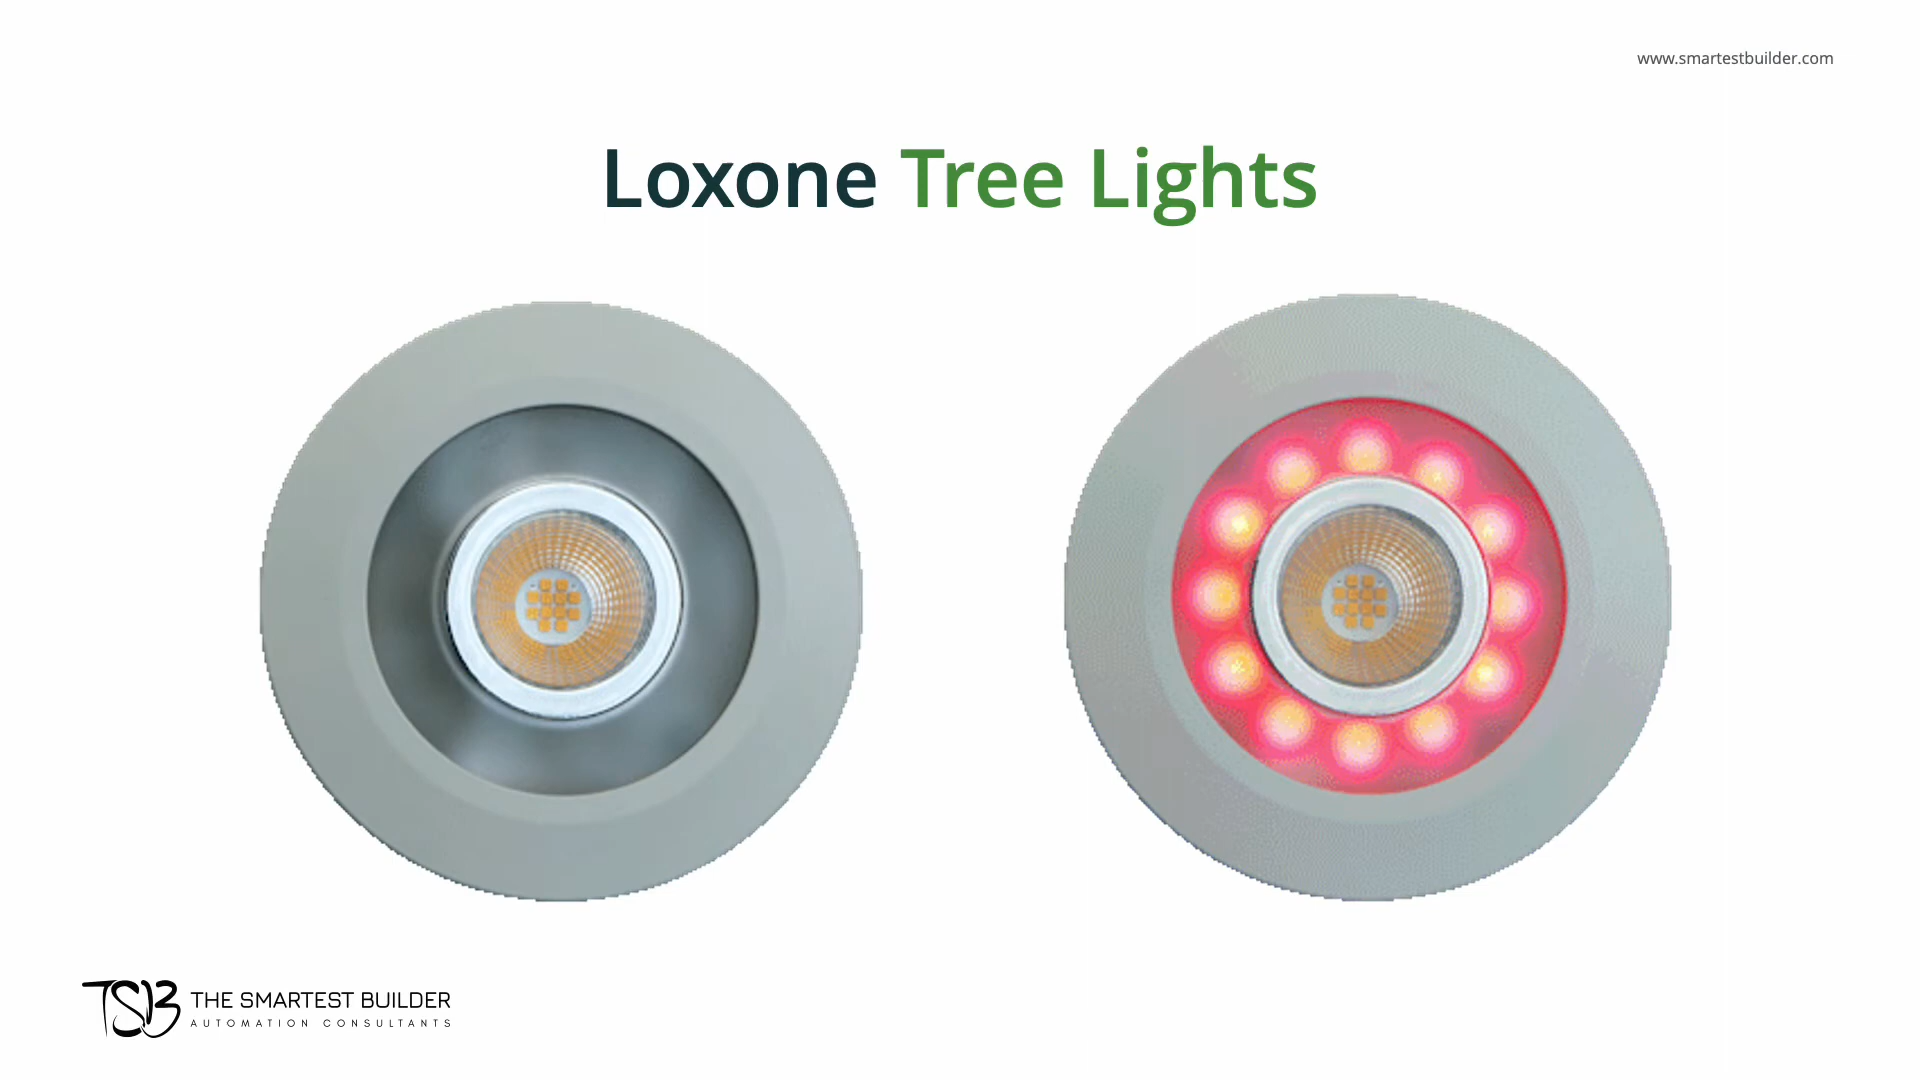 www.smartestbuilder.com
Loxone Tree Lights
TSB
THE SMARTEST BUILDER
AUTOMATION CONSULTANTS